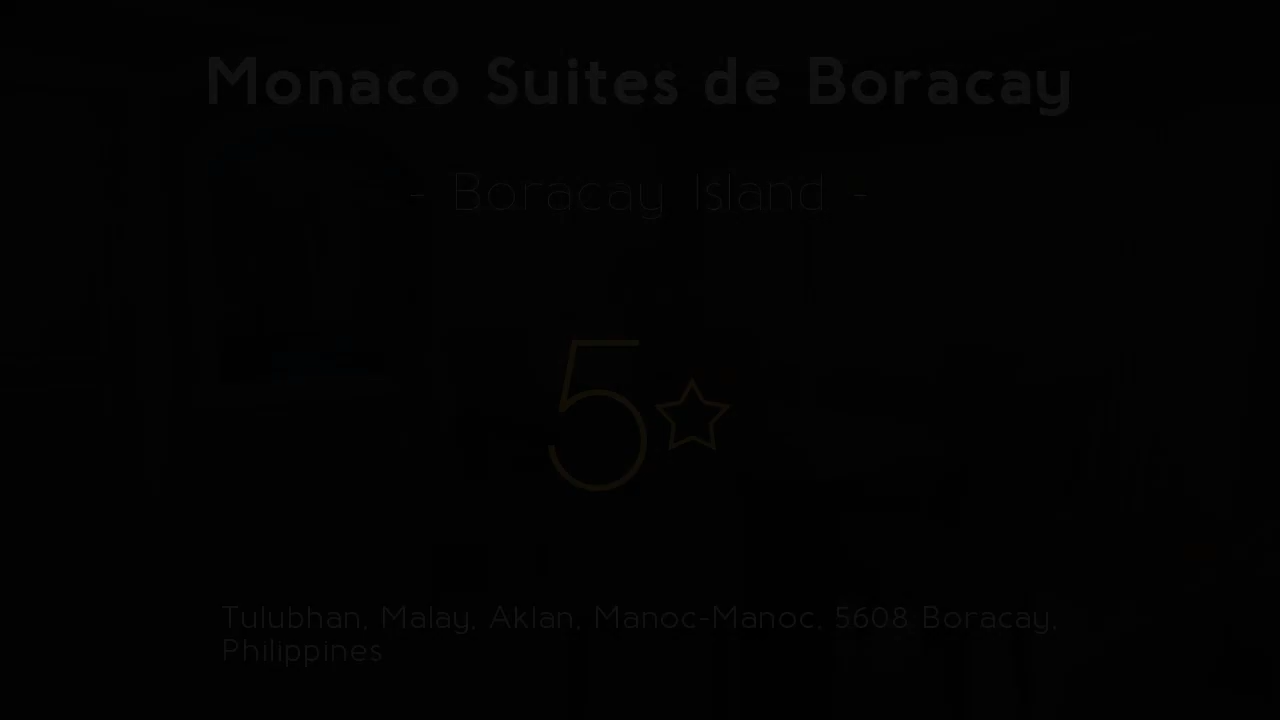 Monaco Suites de Boracay
- Boracay Island -
5
Tulubhan, Malay, Aklan, Manoc-Manoc, 5608 Boracay,
Philippines